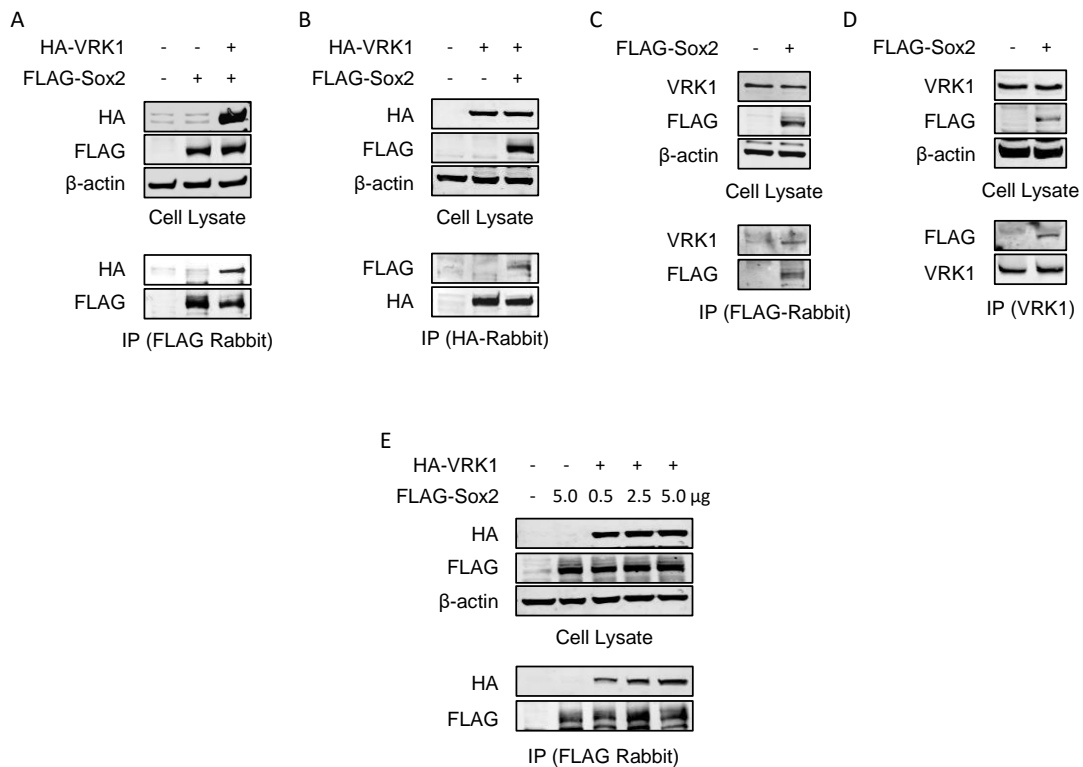 A
HA-VRK1 - - +
FLAG-Sox2 - + +
HA
FLAG
β-actin
Cell Lysate
HA
FLAG
IP (FLAG Rabbit)
B
HA-VRK1 - + +
FLAG-Sox2 - - +
HA
FLAG
β-actin
Cell Lysate
FLAG
HA
IP (HA-Rabbit)
C
FLAG-Sox2 - +
VRK1
FLAG
β-actin
Cell Lysate
VRK1
FLAG
IP (FLAG-Rabbit)
D
FLAG-Sox2 - +
VRK1
FLAG
β-actin
Cell Lysate
FLAG
VRK1
IP (VRK1)
E
HA-VRK1 - - + + +
FLAG-Sox2 - 5.0 0.5 2.5 5.0 μg
HA
FLAG
β-actin
Cell Lysate
HA
FLAG
IP (FLAG Rabbit)